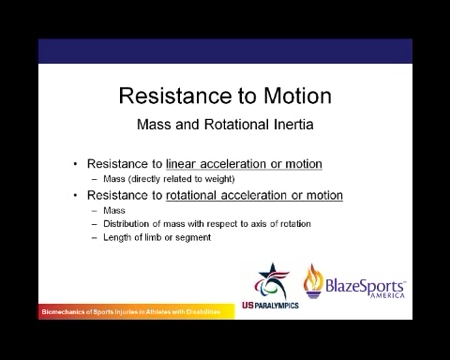 Resistance to Motion
Mass and Rotational Inertia
• Resistance to linear acceleration or motion
– Mass (directly related to weight)
• Resistance to rotational acceleration or motion
– Mass
– Distribution of mass with respect to axis of rotation
– Length of limb or segment
US PARALYMPICS
BlazeSports
AMERICA
Biomechanics of Sports Injuries in Athletes with Disabilities